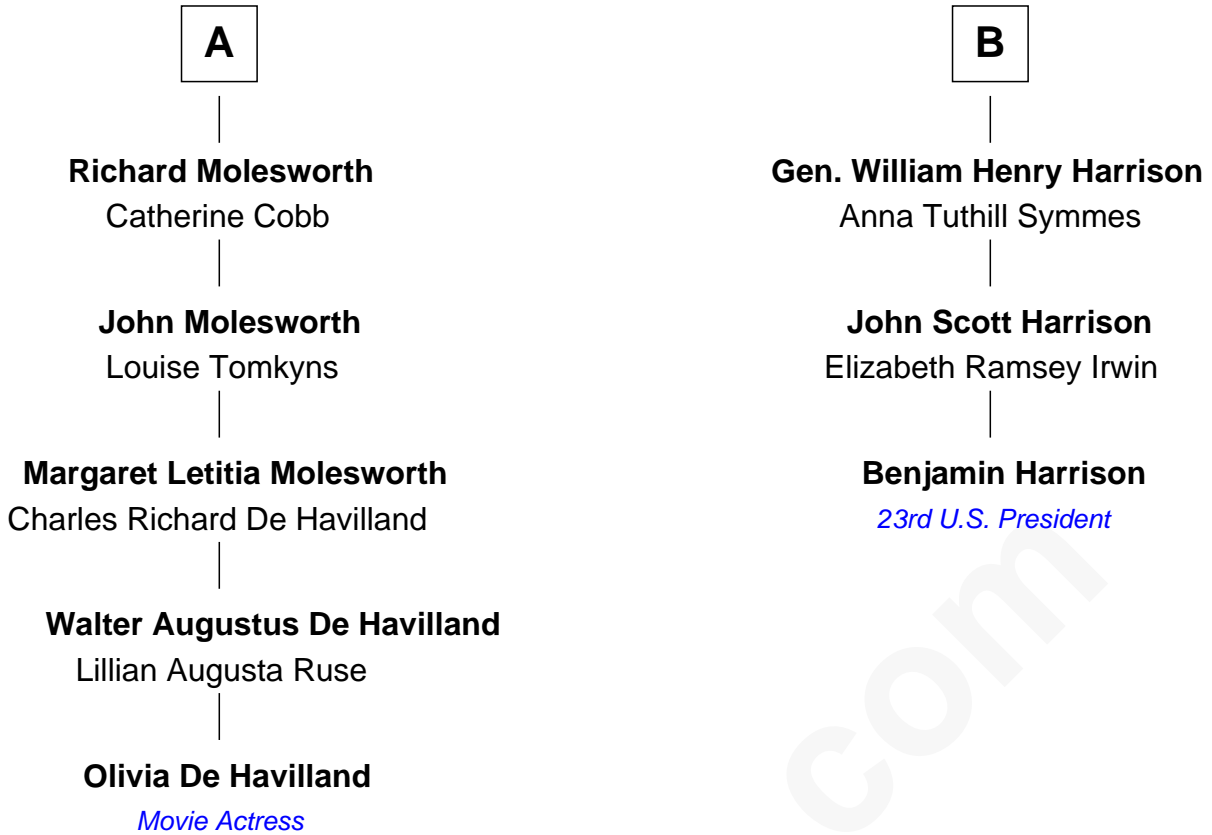 A
Richard Molesworth
Catherine Cobb
John Molesworth
Louise Tomkyns
Margaret Letitia Molesworth
Charles Richard De Havilland
Walter Augustus De Havilland
Lillian Augusta Ruse
Olivia De Havilland
Movie Actress
B
Gen. William Henry Harrison
Anna Tuthill Symmes
John Scott Harrison
Elizabeth Ramsey Irwin
Benjamin Harrison
23rd U.S. President
com